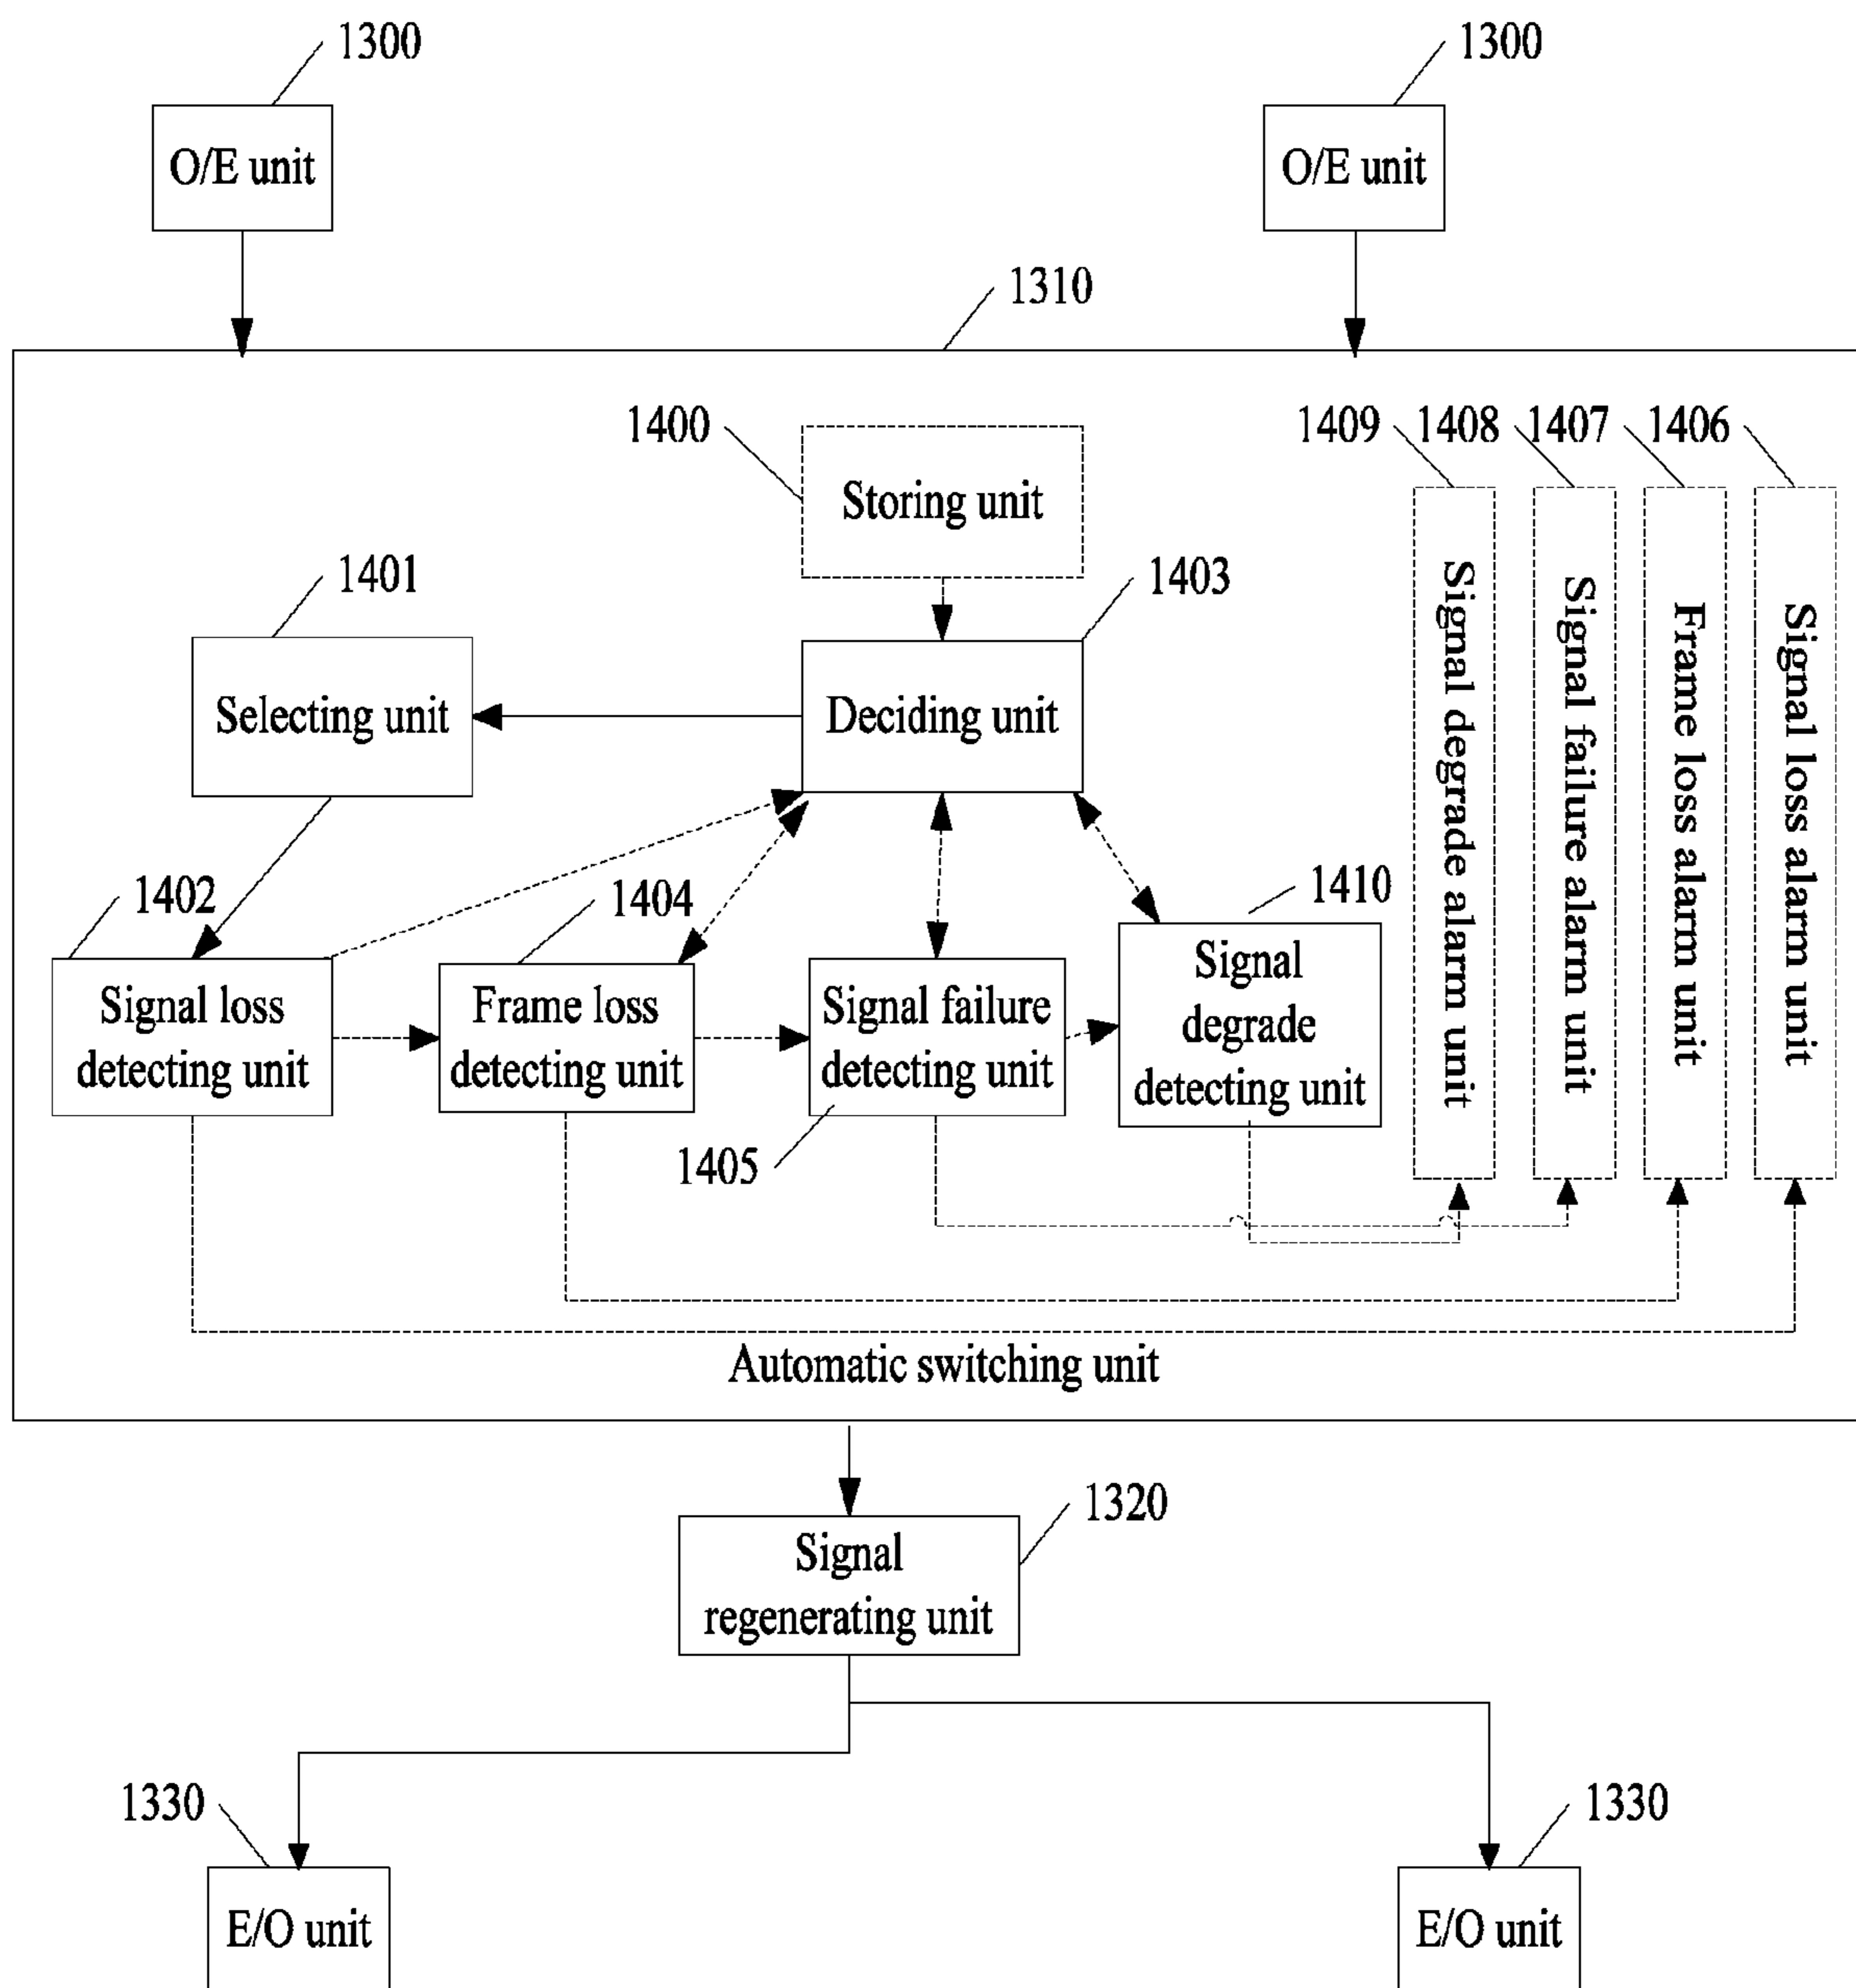 1300
1300
O/E unit
O/E unit
1310
1400
1409
1408
1407
1406
Storing unit
1401
1403
Selecting unit
Deciding unit
Signal degrade alarm unit
Signal failure alarm unit
Frame loss alarm unit
Signal loss alarm unit
1402
1404
1410
Signal loss
detecting unit
Frame loss
detecting unit
Signal failure
detecting unit
Signal
degrade
detecting unit
1405
Automatic switching unit
1320
Signal
regenerating unit
1330
1330
E/O unit
E/O unit